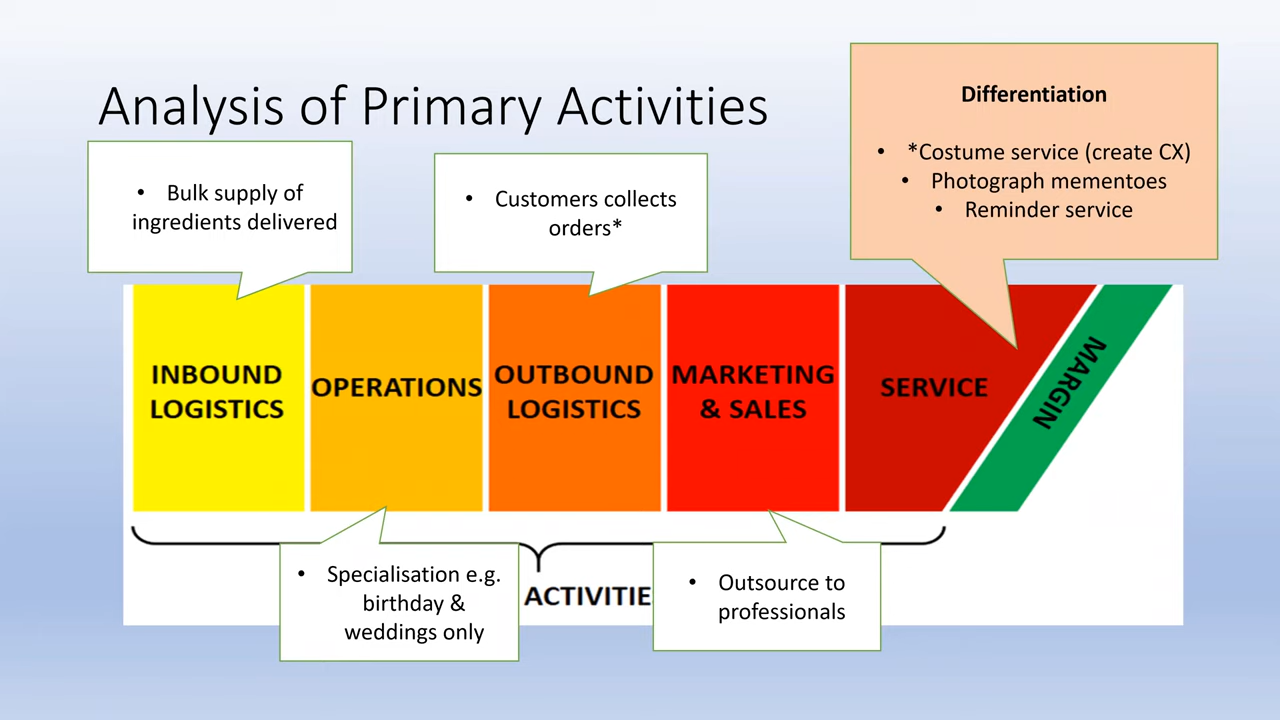 Analysis of Primary Activities
Differentiation
• *Costume service (create CX)
• Photograph mementoes
• Reminder service
• Bulk supply of
ingredients delivered
• Customers collects
orders*
INBOUND
LOGISTICS
OPERATIONS
OUTBOUND
LOGISTICS
MARKETING
& SALES
SERVICE
MARGIN
• Specialisation e.g.
birthday &
weddings only
ACTIVITIE
• Outsource to
professionals